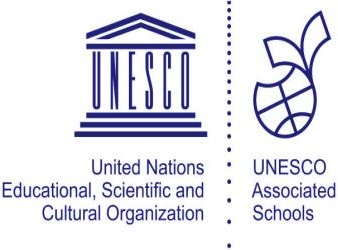 UNESCO
United Nations
Educational, Scientific and
Cultural Organization
UNESCO
Associated
Schools